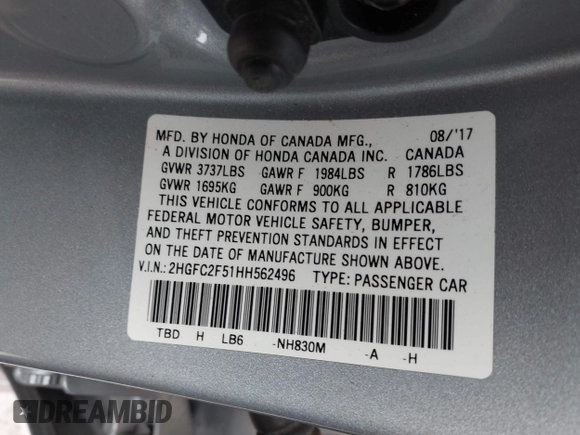 MFD. BY HONDA OF CANADA MFG., 08/'17
A DIVISION OF HONDA CANADA INC. CANADA
GVWR 3737LBS GAWR F 1984LBS R 1786LBS
GVWR 1695KG GAWR F 900KG R 810KG
THIS VEHICLE CONFORMS TO ALL APPLICABLE
FEDERAL MOTOR VEHICLE SAFETY, BUMPER,
AND THEFT PREVENTION STANDARDS IN EFFECT
ON THE DATE OF MANUFACTURE SHOWN ABOVE.
V.I.N.: 2HGFC2F51HH562496 TYPE: PASSENGER CAR
TBD H LB6 -NH830M -A -H
DREAMBID